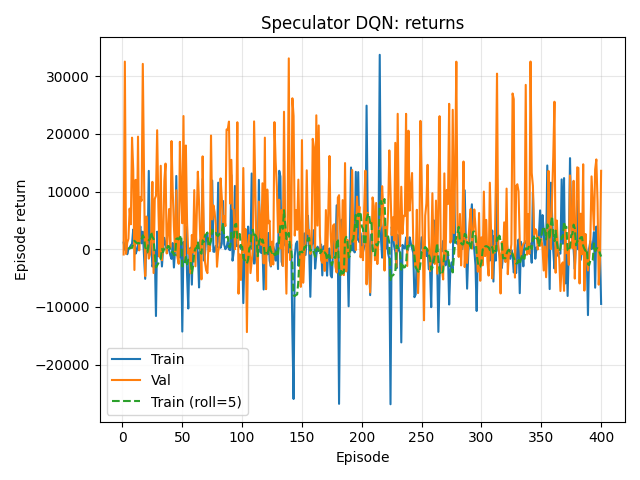 Speculator DQN: returns
Episode return
30000
20000
10000
0
−10000
−20000
Train
Val
Train (roll=5)
0 50 100 150 200 250 300 350 400
Episode